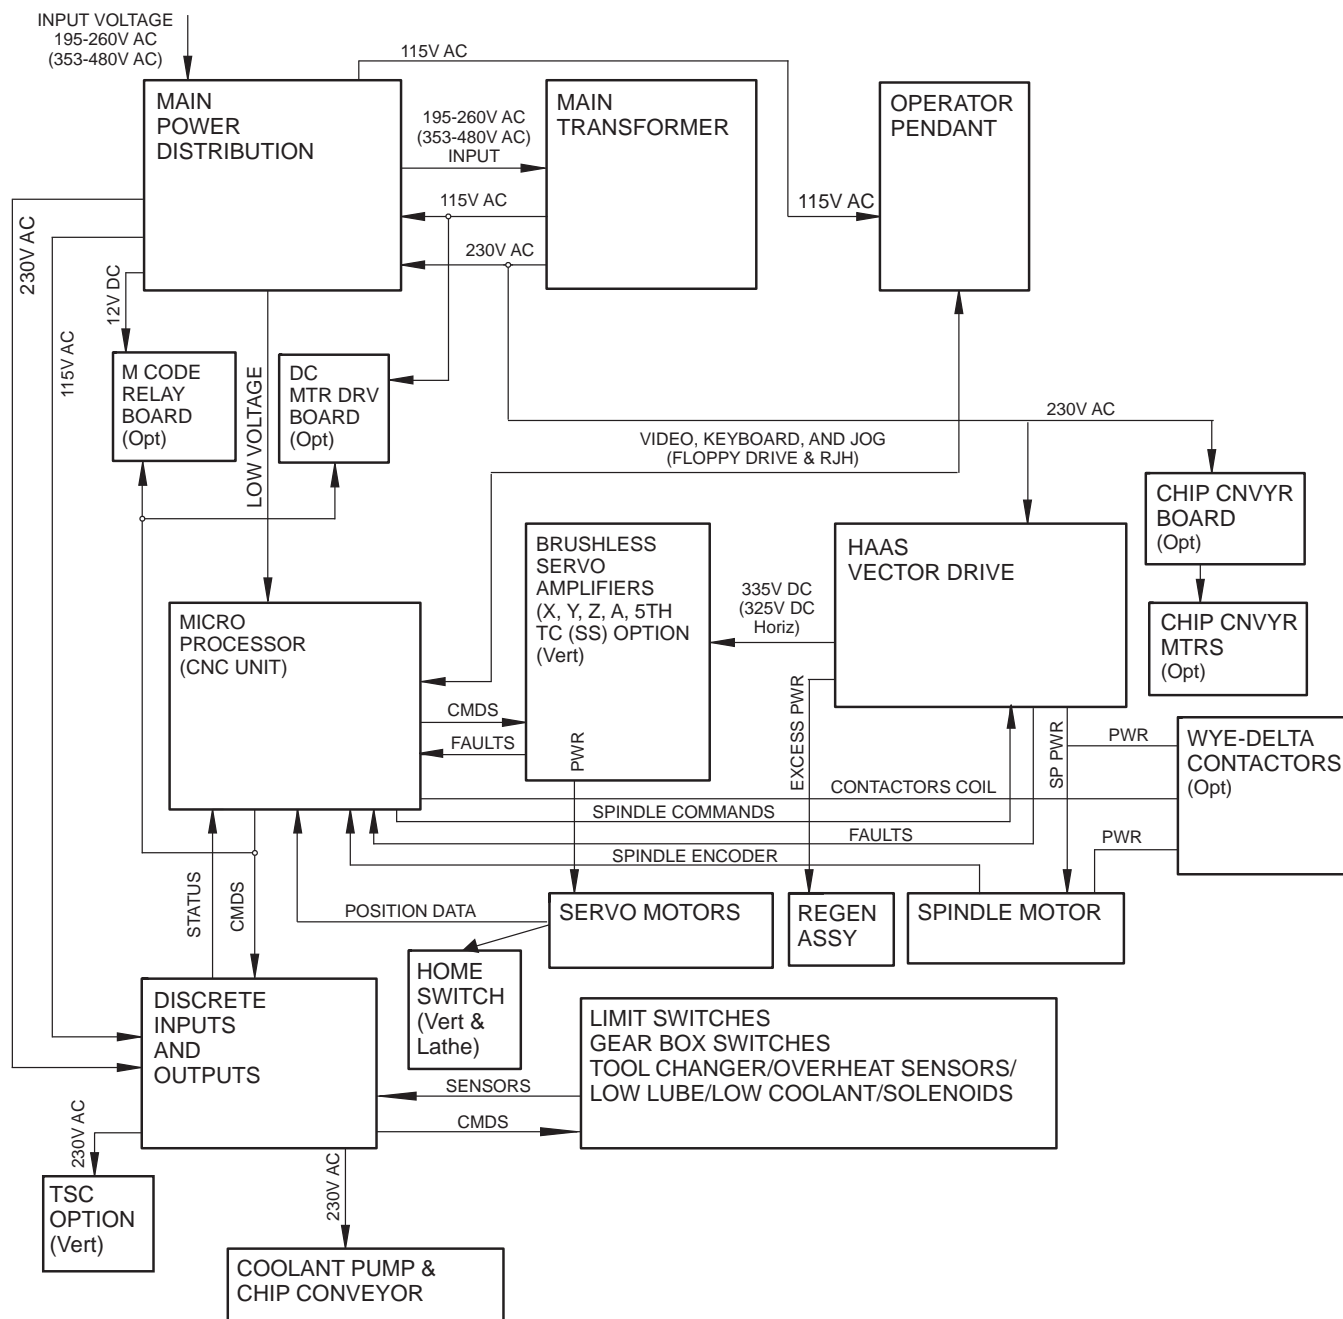 INPUT VOLTAGE
195-260V AC
(353-480V AC)
115V AC
MAIN
POWER
DISTRIBUTION
195-260V AC
(353-480V AC)
INPUT
MAIN
TRANSFORMER
OPERATOR
PENDANT
115V AC
115V AC
230V AC
230V AC
115V AC
12V DC
LOW VOLTAGE
M CODE
RELAY
BOARD
(Opt)
DC
MTR DRV
BOARD
(Opt)
230V AC
VIDEO, KEYBOARD, AND JOG
(FLOPPY DRIVE & RJH)
CHIP CNVYR
BOARD
(Opt)
BRUSHLESS
SERVO
AMPLIFIERS
(X, Y, Z, A, 5TH
TC (SS) OPTION
(Vert)
HAAS
VECTOR DRIVE
335V DC
(325V DC
Horiz)
CHIP CNVYR
MTRS
(Opt)
MICRO
PROCESSOR
(CNC UNIT)
CMDS
FAULTS
PWR
EXCESS PWR
SP PWR
PWR
WYE-DELTA
CONTACTORS
(Opt)
CONTACTORS COIL
SPINDLE COMMANDS
FAULTS
PWR
SPINDLE ENCODER
STATUS
CMDS
POSITION DATA
SERVO MOTORS
REGEN
ASSY
SPINDLE MOTOR
HOME
SWITCH
(Vert &
Lathe)
DISCRETE
INPUTS
AND
OUTPUTS
LIMIT SWITCHES
GEAR BOX SWITCHES
TOOL CHANGER/OVERHEAT SENSORS/
LOW LUBE/LOW COOLANT/SOLENOIDS
SENSORS
CMDS
230V AC
230V AC
TSC
OPTION
(Vert)
COOLANT PUMP &
CHIP CONVEYOR